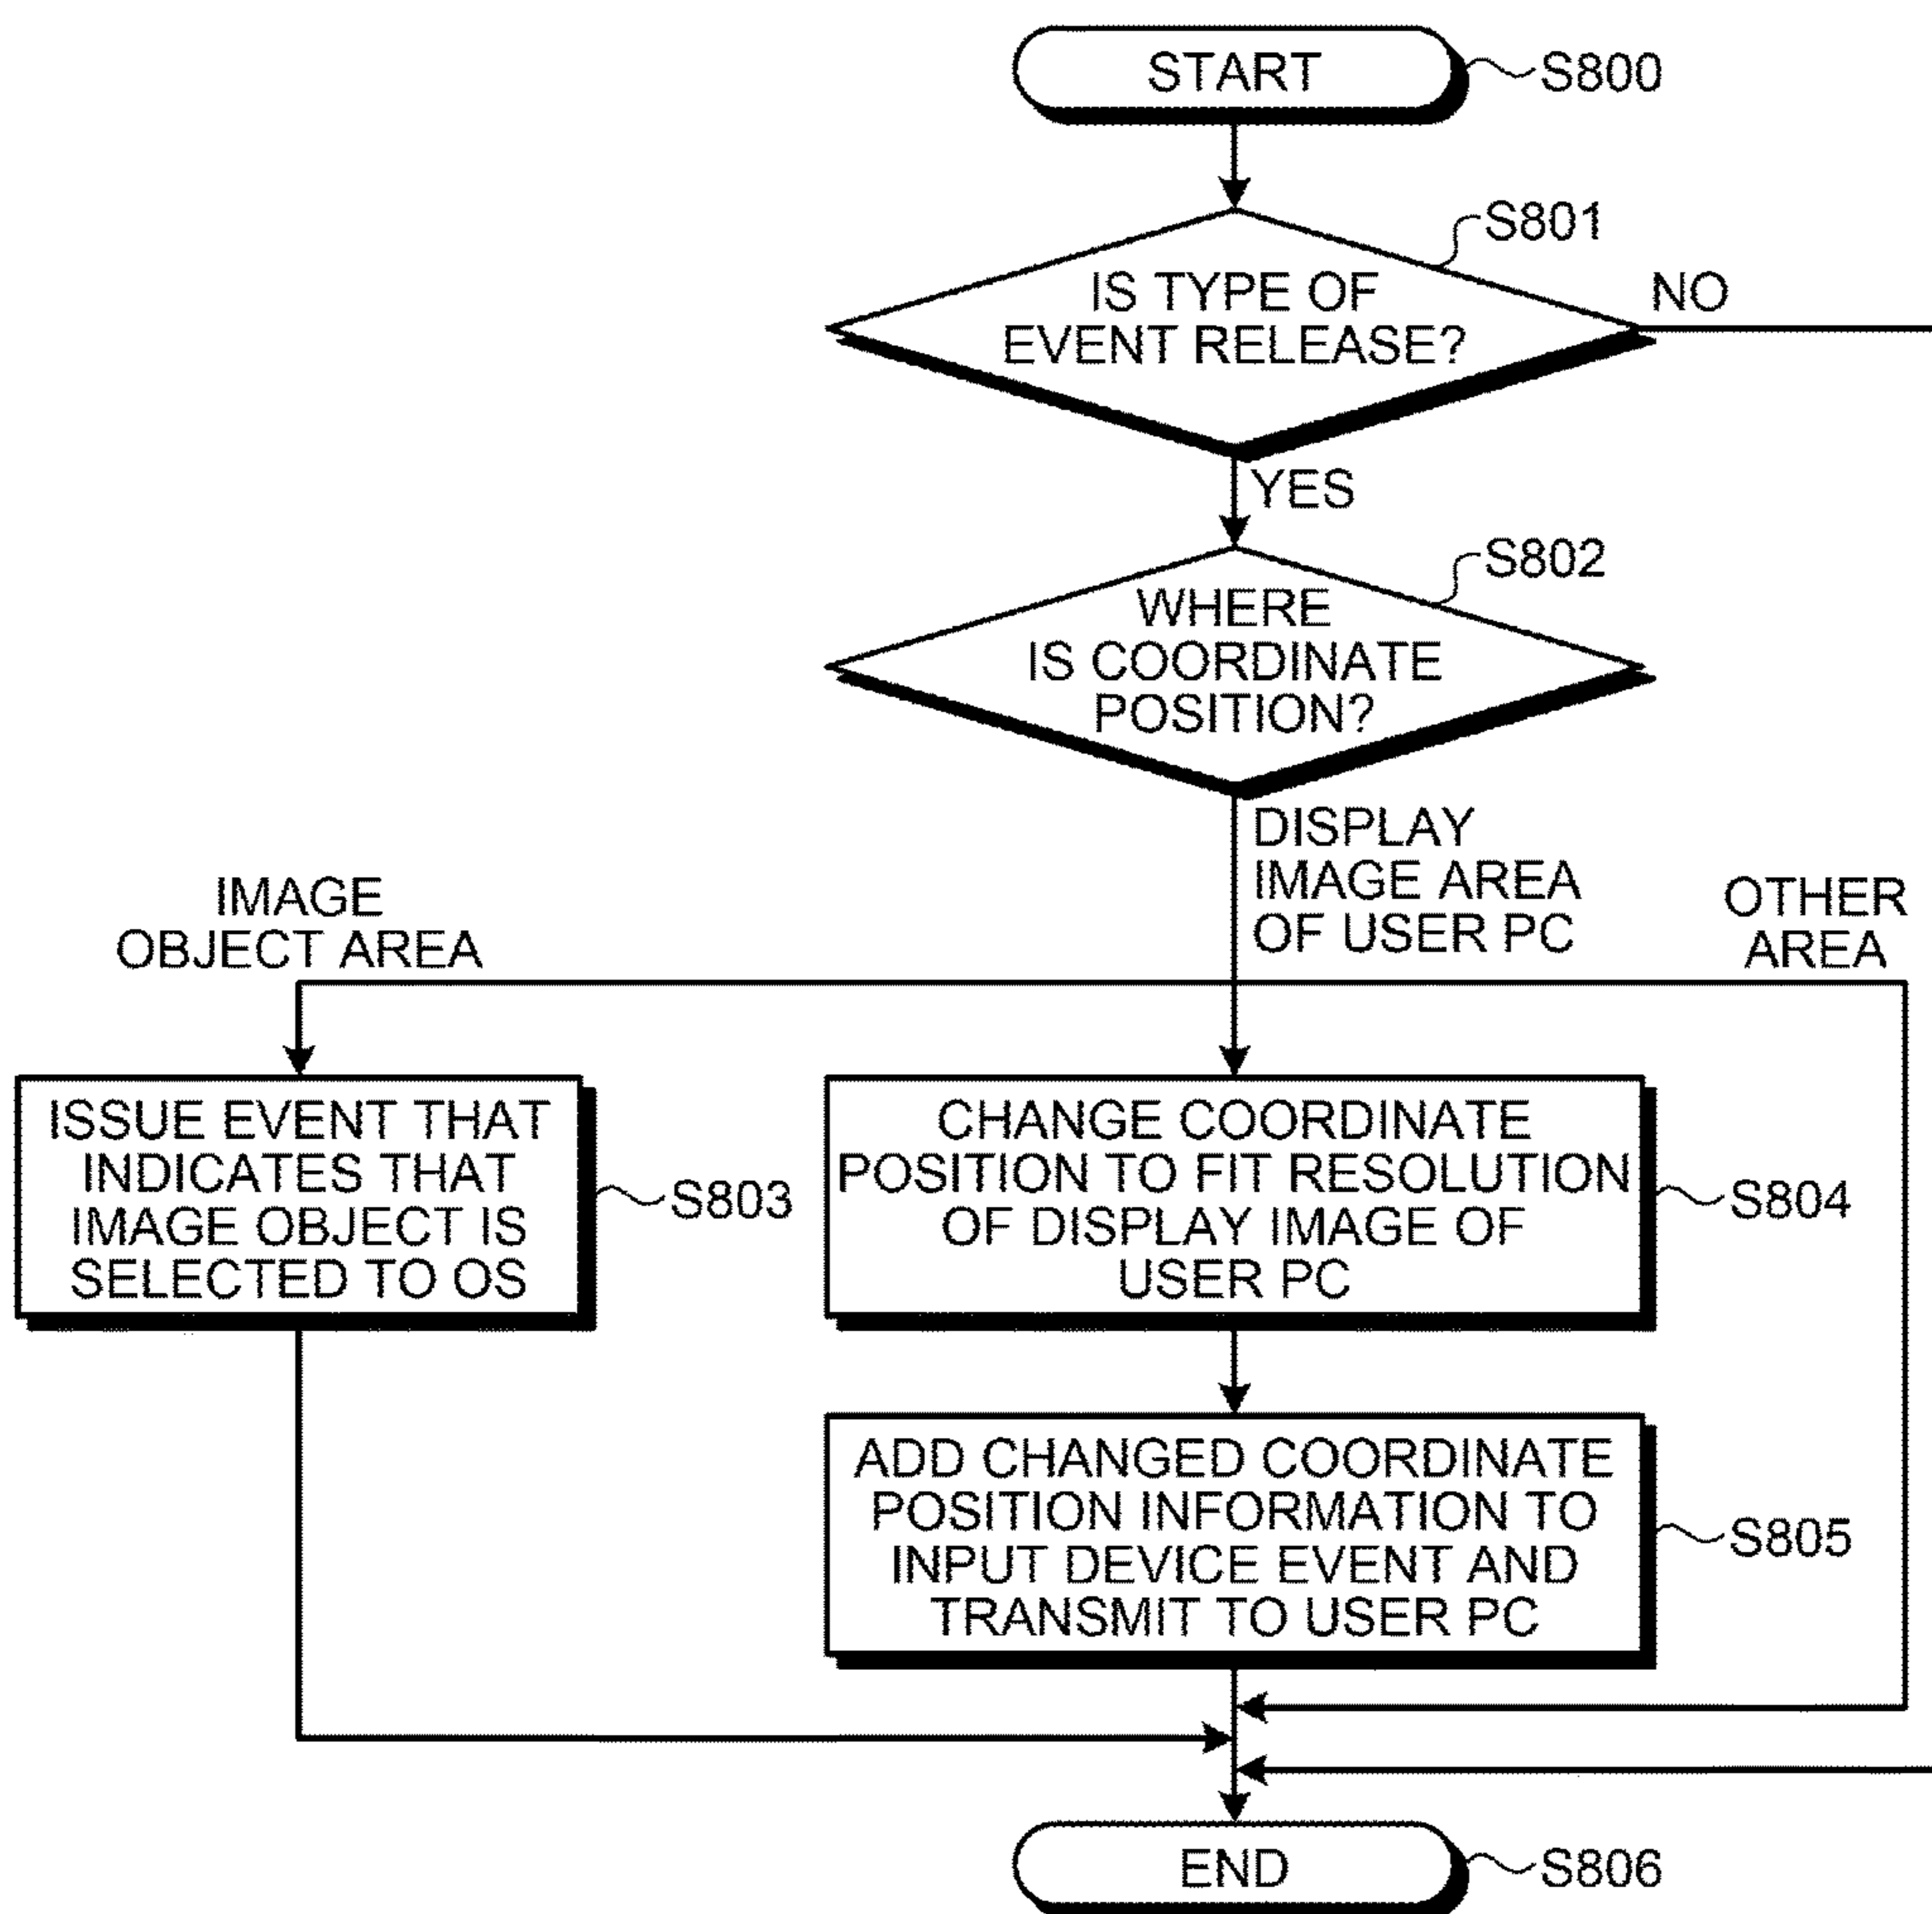 START
S800
S801
IS TYPE OF
EVENT RELEASE?
NO
YES
S802
WHERE
IS COORDINATE
POSITION?
DISPLAY
IMAGE AREA
OF USER PC
IMAGE
OBJECT AREA
OTHER
AREA
ISSUE EVENT THAT
INDICATES THAT
IMAGE OBJECT IS
SELECTED TO OS
S803
CHANGE COORDINATE
POSITION TO FIT RESOLUTION
OF DISPLAY IMAGE OF
USER PC
S804
ADD CHANGED COORDINATE
POSITION INFORMATION TO
INPUT DEVICE EVENT AND
TRANSMIT TO USER PC
S805
END
S806